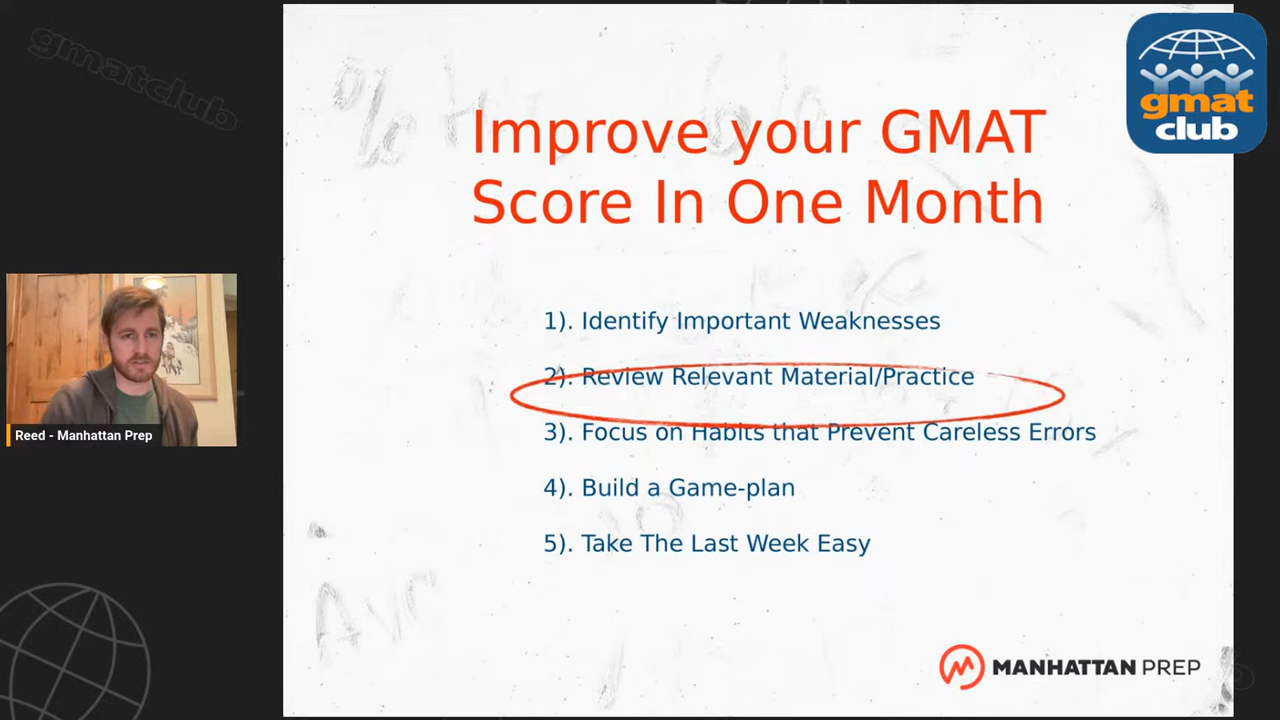 gmatclub
gmat
club
Improve your GMAT
Score In One Month
1). Identify Important Weaknesses
2). Review Relevant Material/Practice
3). Focus on Habits that Prevent Careless Errors
4). Build a Game-plan
5). Take The Last Week Easy
Reed - Manhattan Prep
MANHATTAN PREP